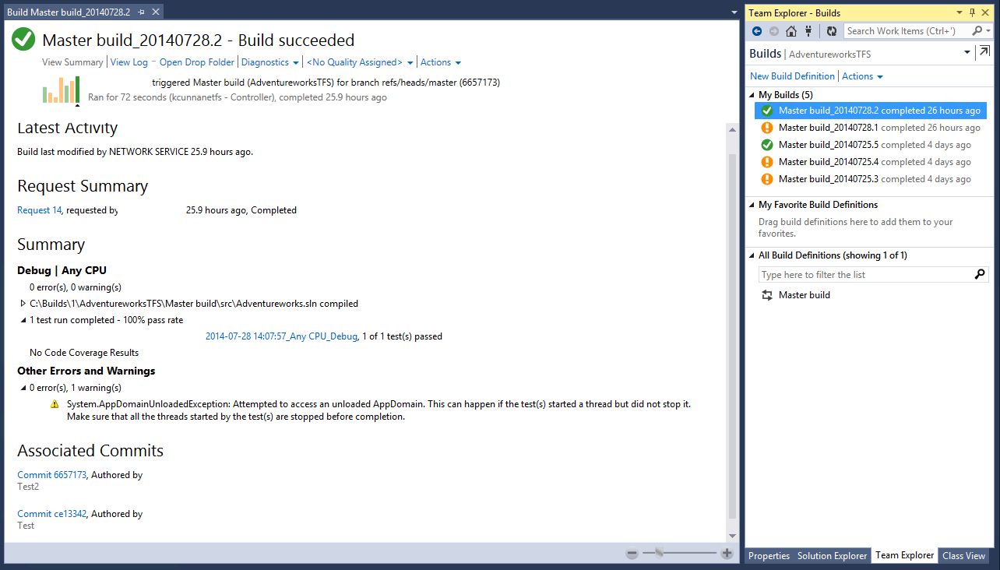 Build Master build_20140728.2
Master build_20140728.2 - Build succeeded
View Summary | View Log - Open Drop Folder | Diagnostics | <No Quality Assigned> | Actions
triggered Master build (AdventureworksTFS) for branch refs/heads/master (6657173)
Ran for 72 seconds (kcunnanetfs - Controller), completed 25.9 hours ago
Latest Activity
Build last modified by NETWORK SERVICE 25.9 hours ago.
Request Summary
Request 14, requested by 25.9 hours ago, Completed
Summary
Debug | Any CPU
0 error(s), 0 warning(s)
C:\Builds\1\AdventureworksTFS\Master build\src\Adventureworks.sln compiled
1 test run completed - 100% pass rate
2014-07-28 14:07:57_Any CPU_Debug, 1 of 1 test(s) passed
No Code Coverage Results
Other Errors and Warnings
0 error(s), 1 warning(s)
System.AppDomainUnloadedException: Attempted to access an unloaded AppDomain. This can happen if the test(s) started a thread but did not stop it.
Make sure that all the threads started by the test(s) are stopped before completion.
Associated Commits
Commit 6657173, Authored by
Test2
Commit ce13342, Authored by
Test
Team Explorer - Builds
Search Work Items (Ctrl+')
Builds | AdventureworksTFS
New Build Definition | Actions
My Builds (5)
Master build_20140728.2 completed 26 hours ago
Master build_20140728.1 completed 26 hours ago
Master build_20140725.5 completed 4 days ago
Master build_20140725.4 completed 4 days ago
Master build_20140725.3 completed 4 days ago
My Favorite Build Definitions
Drag build definitions here to add them to your
favorites.
All Build Definitions (showing 1 of 1)
Type here to filter the list
Master build
Properties Solution Explorer Team Explorer Class View